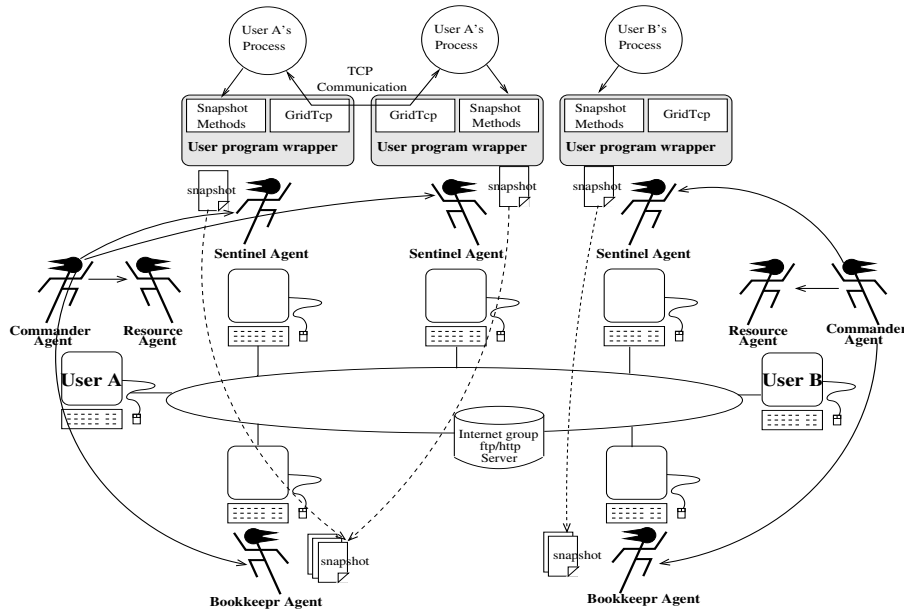 User A's
Process
User A's
Process
User B's
Process
TCP
Communication
Snapshot
Methods
GridTcp
User program wrapper
GridTcp
Snapshot
Methods
User program wrapper
Snapshot
Methods
GridTcp
User program wrapper
snapshot
snapshot
snapshot
Sentinel Agent
Sentinel Agent
Sentinel Agent
Commander
Agent
Resource
Agent
Resource
Agent
Commander
Agent
User A
User B
Internet group
ftp/http
Server
snapshot
snapshot
Bookkeepr Agent
Bookkeepr Agent